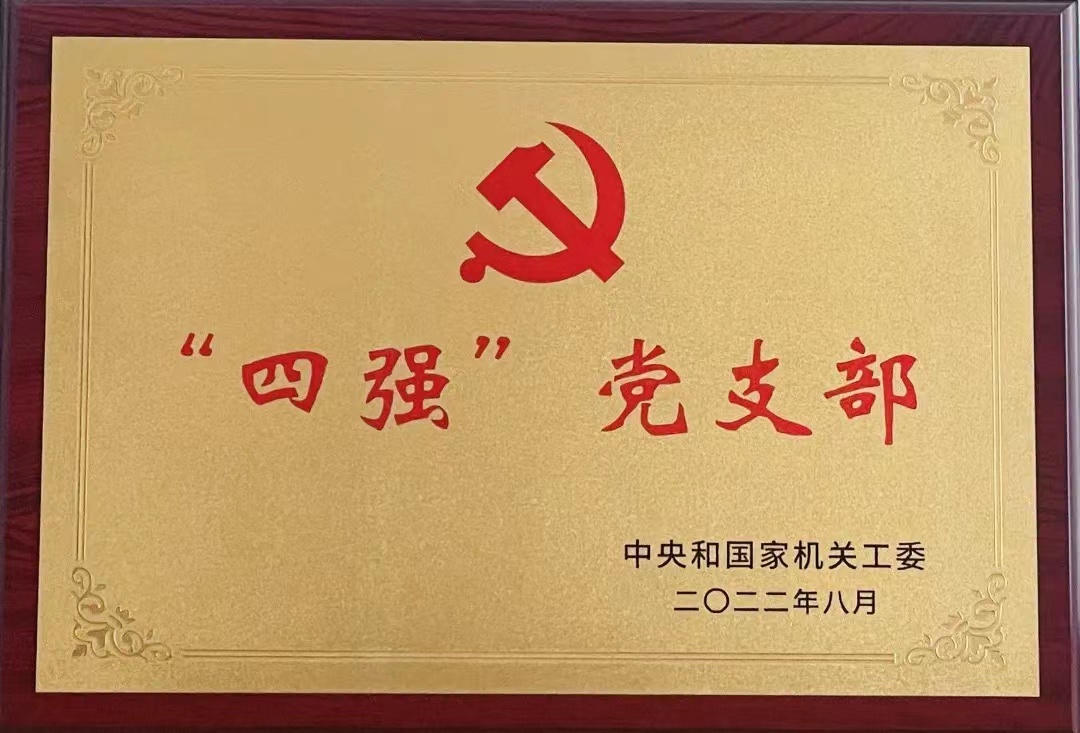 “四强”党支部
中央和国家机关工委
二〇二二年八月